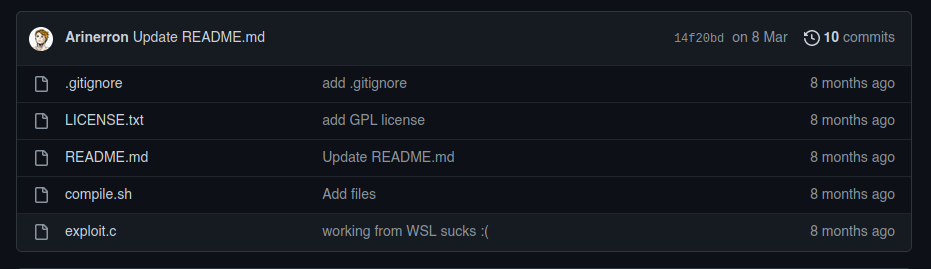 Arinerron Update README.md 14f20bd on 8 Mar 10 commits
.gitignore add .gitignore 8 months ago
LICENSE.txt add GPL license 8 months ago
README.md Update README.md 8 months ago
compile.sh Add files 8 months ago
exploit.c working from WSL sucks :( 8 months ago